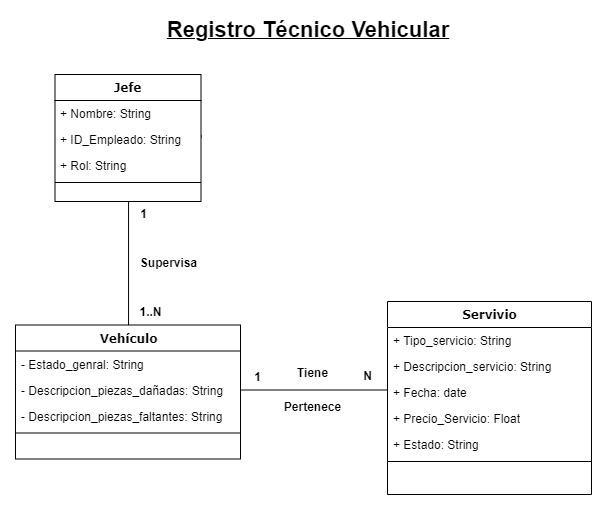 Registro Técnico Vehicular
Jefe
+ Nombre: String
+ ID_Empleado: String
+ Rol: String
1
Supervisa
1..N
Vehículo
- Estado_genral: String
- Descripcion_piezas_dañadas: String
- Descripcion_piezas_faltantes: String
1
Tiene
N
Pertenece
Servivio
+ Tipo_servicio: String
+ Descripcion_servicio: String
+ Fecha: date
+ Precio_Servicio: Float
+ Estado: String